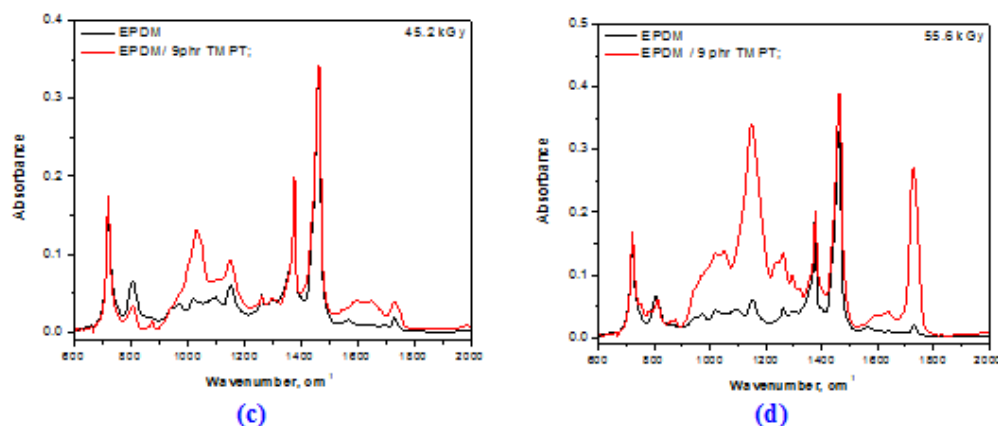 EPDM
EPDM/ 9phr TMPT;
45.2 kGy
0.4
0.3
0.2
0.1
0.0
Absorbance
600 800 1000 1200 1400 1600 1800 2000
Wavenumber, cm-1
(c)
EPDM
EPDM / 9 phr TMPT;
55.6 kGy
0.5
0.4
0.3
0.2
0.1
0.0
Absorbance
600 800 1000 1200 1400 1600 1800 2000
Wavenumber, cm-1
(d)